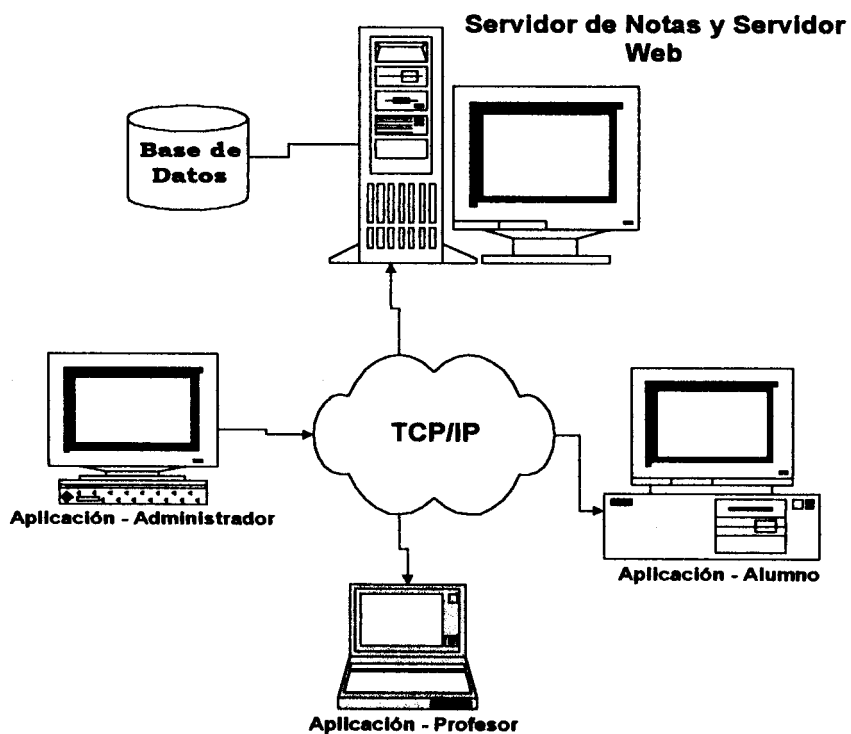 Servidor de Notas y Servidor
Web
Base de
Datos
TCP/IP
Aplicación - Administrador
Aplicación - Alumno
Aplicación - Profesor